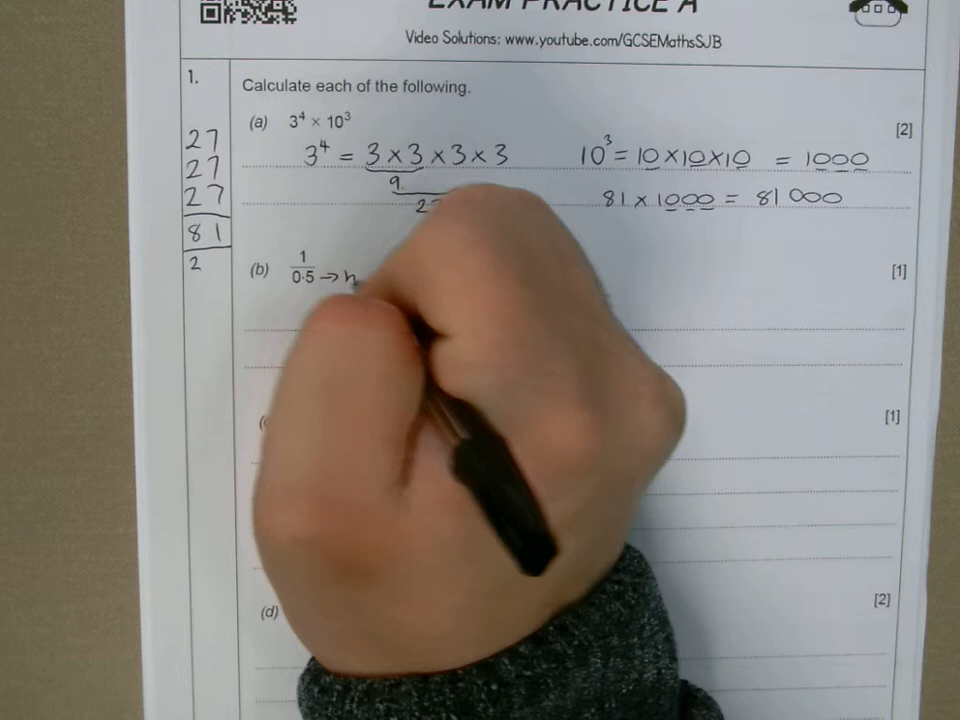 EXAM PRACTICE A
Video Solutions: www.youtube.com/GCSEMathsSJB
1.
Calculate each of the following.
(a) 3⁴ × 10³
[2]
3⁴ = 3 × 3 × 3 × 3
10³ = 10 × 10 × 10 = 1000
9
81 × 1000 = 81 000
27
27
27
81
2
(b) 1/0·5 →
[1]
[1]
(d)
[2]